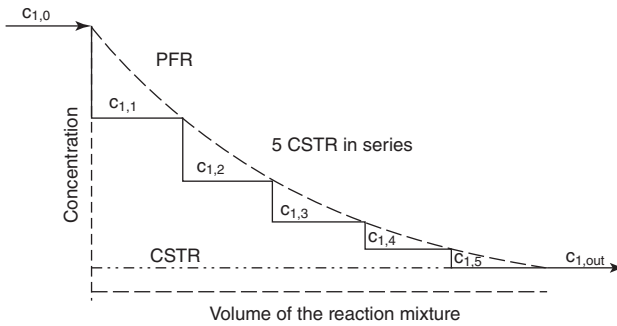 c1,0
PFR
c1,1
5 CSTR in series
c1,2
Concentration
c1,3
c1,4
CSTR
c1,5
c1,out
Volume of the reaction mixture